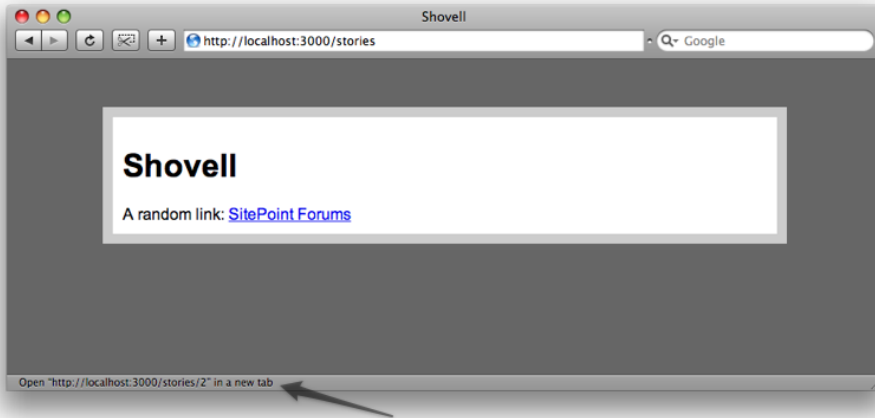 Shovell
http://localhost:3000/stories
Google
Shovell
A random link: SitePoint Forums
Open "http://localhost:3000/stories/2" in a new tab